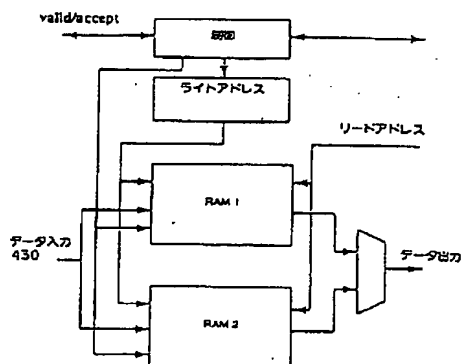 valid/accept
ライトアドレス
リードアドレス
RAM 1
データ入力
430
データ出力
RAM 2